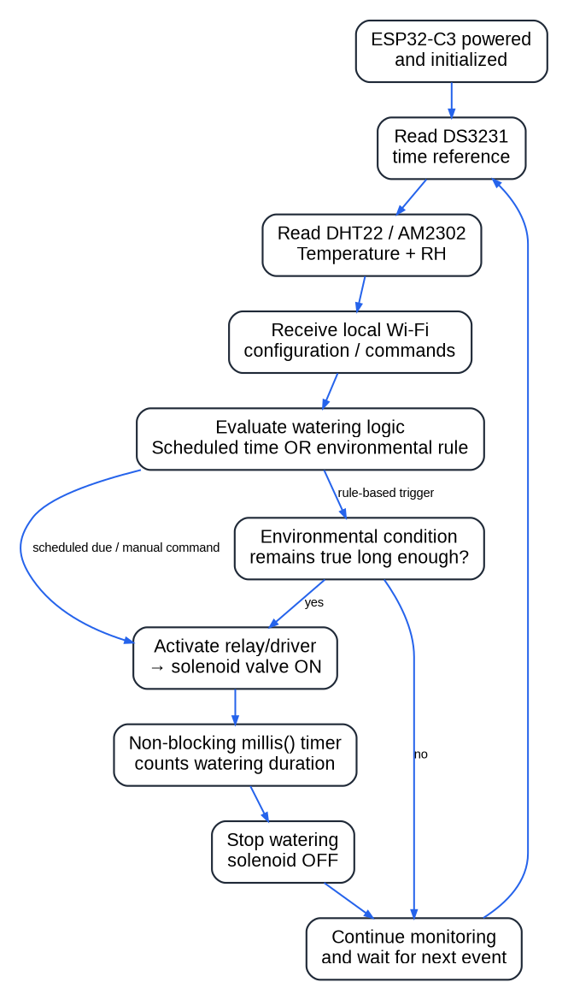 ESP32-C3 powered
and initialized
Read DS3231
time reference
Read DHT22 / AM2302
Temperature + RH
Receive local Wi-Fi
configuration / commands
Evaluate watering logic
Scheduled time OR environmental rule
rule-based trigger
Environmental condition
remains true long enough?
scheduled due / manual command
yes
Activate relay/driver
→ solenoid valve ON
Non-blocking millis() timer
counts watering duration
no
Stop watering
solenoid OFF
Continue monitoring
and wait for next event